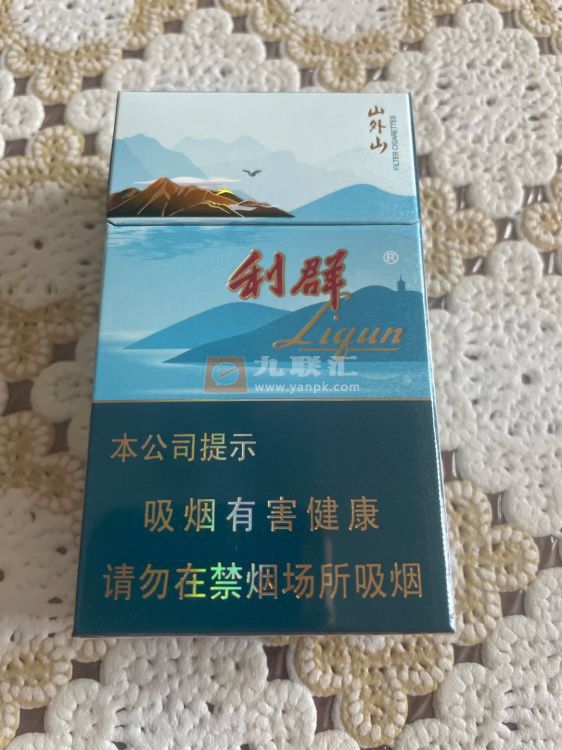 山外山
FILTER CIGARETTES
利群®
Liqun
九联汇
www.yanpk.com
本公司提示
吸烟有害健康
请勿在禁烟场所吸烟